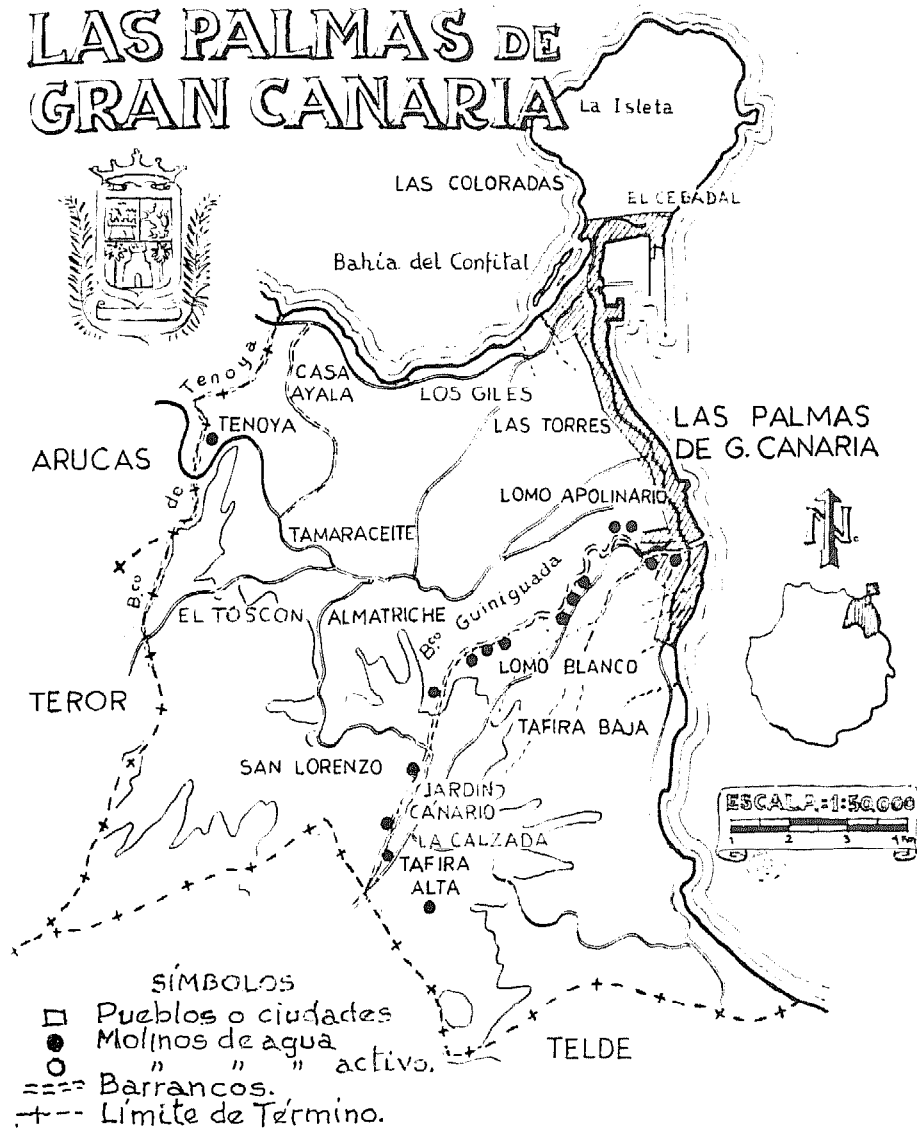 LAS PALMAS DE
GRAN CANARIA
La Isleta
LAS COLORADAS
EL CEBADAL
Bahía del Confital
Tenoya
CASA
AYALA
LOS GILES
TENOYA
LAS TORRES
LAS PALMAS
DE G. CANARIA
ARUCAS
de
LOMO APOLINARIO
N.
TAMARACEITE
Bco
EL TOSCON
ALMATRICHE
Bco Guiniguada
LOMO BLANCO
TEROR
TAFIRA BAJA
SAN LORENZO
JARDIN
CANARIO
ESCALA=1:50.000
1 2 3 4 Km
LA CALZADA
TAFIRA
ALTA
SÍMBOLOS
Pueblos o ciudades
Molinos de agua
" " " activo.
Barrancos.
Límite de Término.
TELDE